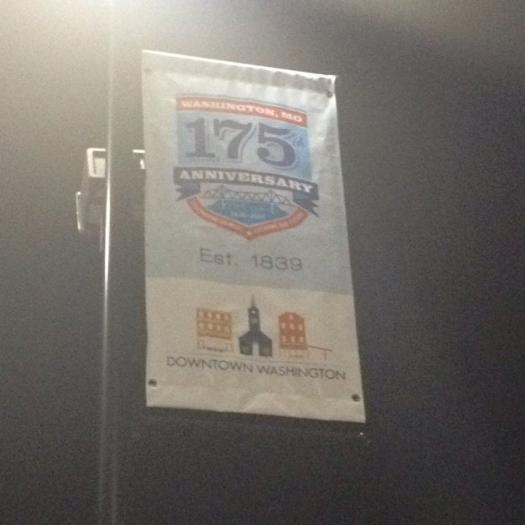 WASHINGTON, MO
175th
ANNIVERSARY
Est. 1839
DOWNTOWN WASHINGTON